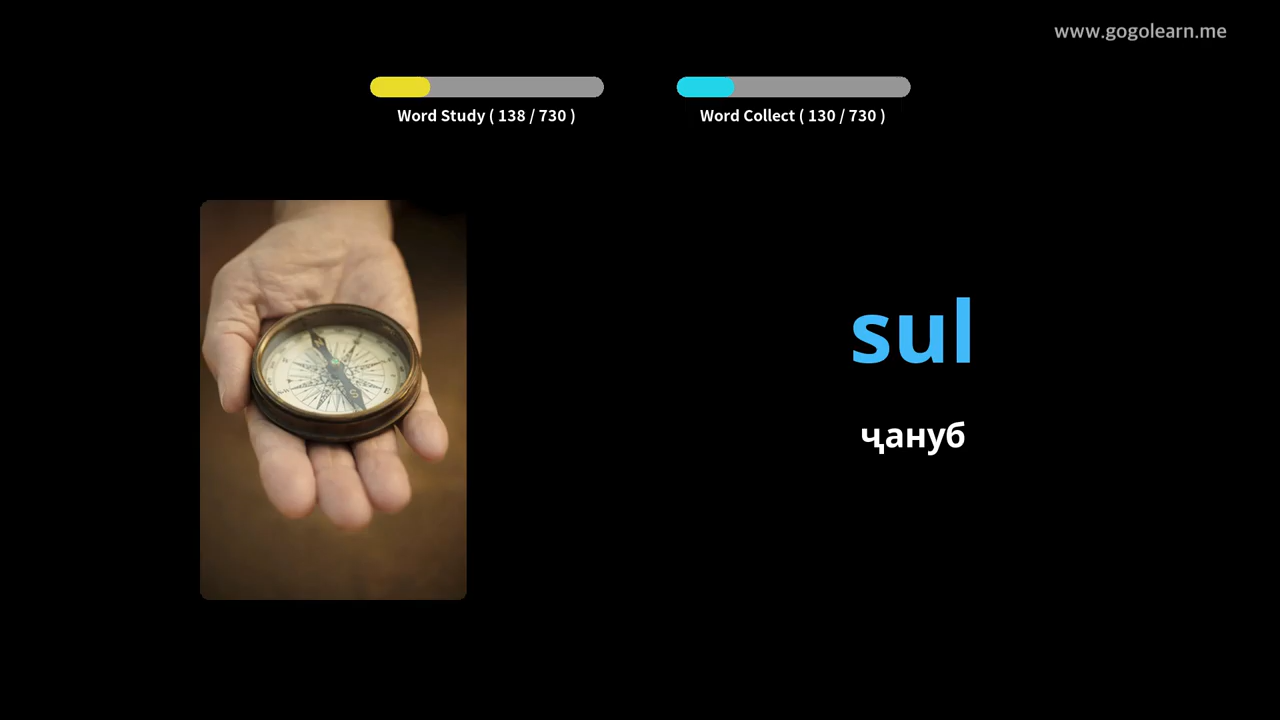 www.gogolearn.me
Word Study ( 138 / 730 )
Word Collect ( 130 / 730 )
sul
ҷануб
N
S
E